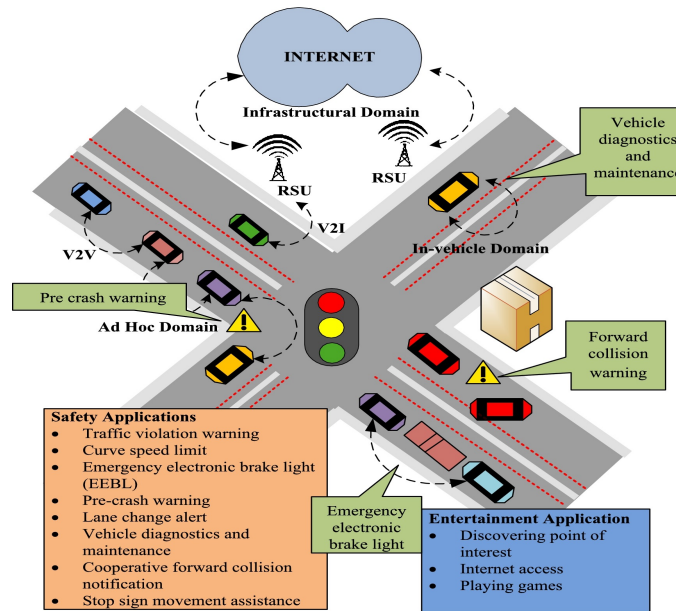 INTERNET
Infrastructural Domain
RSU
RSU
Vehicle
diagnostics
and
maintenance
V2I
V2V
In-vehicle Domain
Pre crash warning
Ad Hoc Domain
Forward
collision
warning
Safety Applications
• Traffic violation warning
• Curve speed limit
• Emergency electronic brake light
(EEBL)
• Pre-crash warning
• Lane change alert
• Vehicle diagnostics and
maintenance
• Cooperative forward collision
notification
• Stop sign movement assistance
Emergency
electronic
brake light
Entertainment Application
• Discovering point of
interest
• Internet access
• Playing games